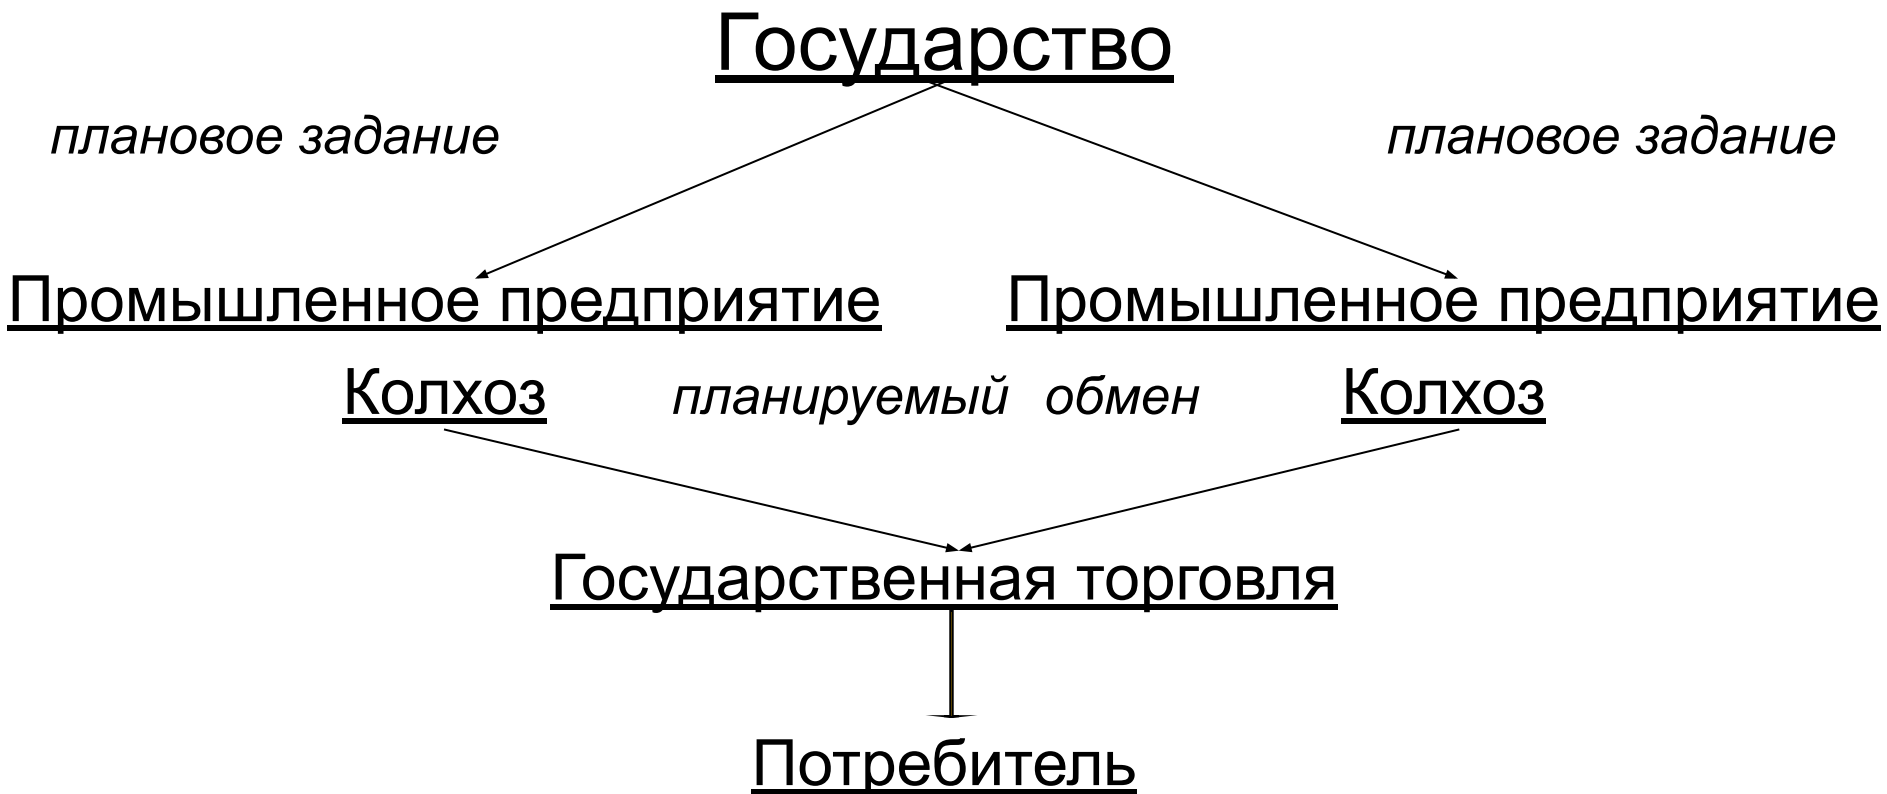 Государство
плановое задание
плановое задание
Промышленное предприятие
Промышленное предприятие
Колхоз
планируемый обмен
Колхоз
Государственная торговля
Потребитель